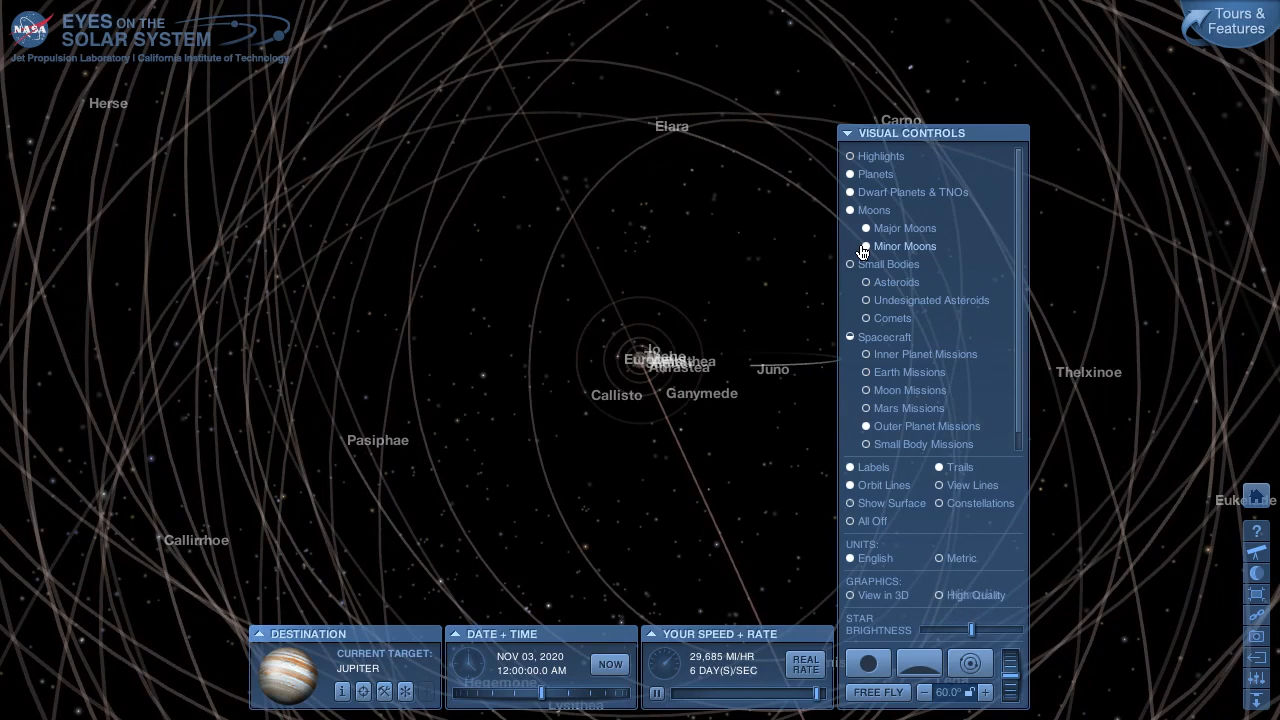 NASA
EYES ON THE
SOLAR SYSTEM
Jet Propulsion Laboratory | California Institute of Technology
Tours &
Features
Herse
Elara
Carpo
VISUAL CONTROLS
Highlights
Planets
Dwarf Planets & TNOs
Moons
Major Moons
Minor Moons
Small Bodies
Asteroids
Undesignated Asteroids
Comets
Spacecraft
Inner Planet Missions
Earth Missions
Moon Missions
Mars Missions
Outer Planet Missions
Small Body Missions
Labels
Trails
Orbit Lines
View Lines
Show Surface
Constellations
All Off
UNITS:
English
Metric
GRAPHICS:
View in 3D
High Quality
STAR
BRIGHTNESS
FREE FLY
60.0°
Io
Callisto
Ganymede
Juno
Thelxinoe
Pasiphae
Callirrhoe
Hegemone
Lysithea
DESTINATION
CURRENT TARGET:
JUPITER
DATE + TIME
NOV 03, 2020
12:00:00.0 AM
NOW
YOUR SPEED + RATE
29,685 MI/HR
6 DAY(S)/SEC
REAL
RATE